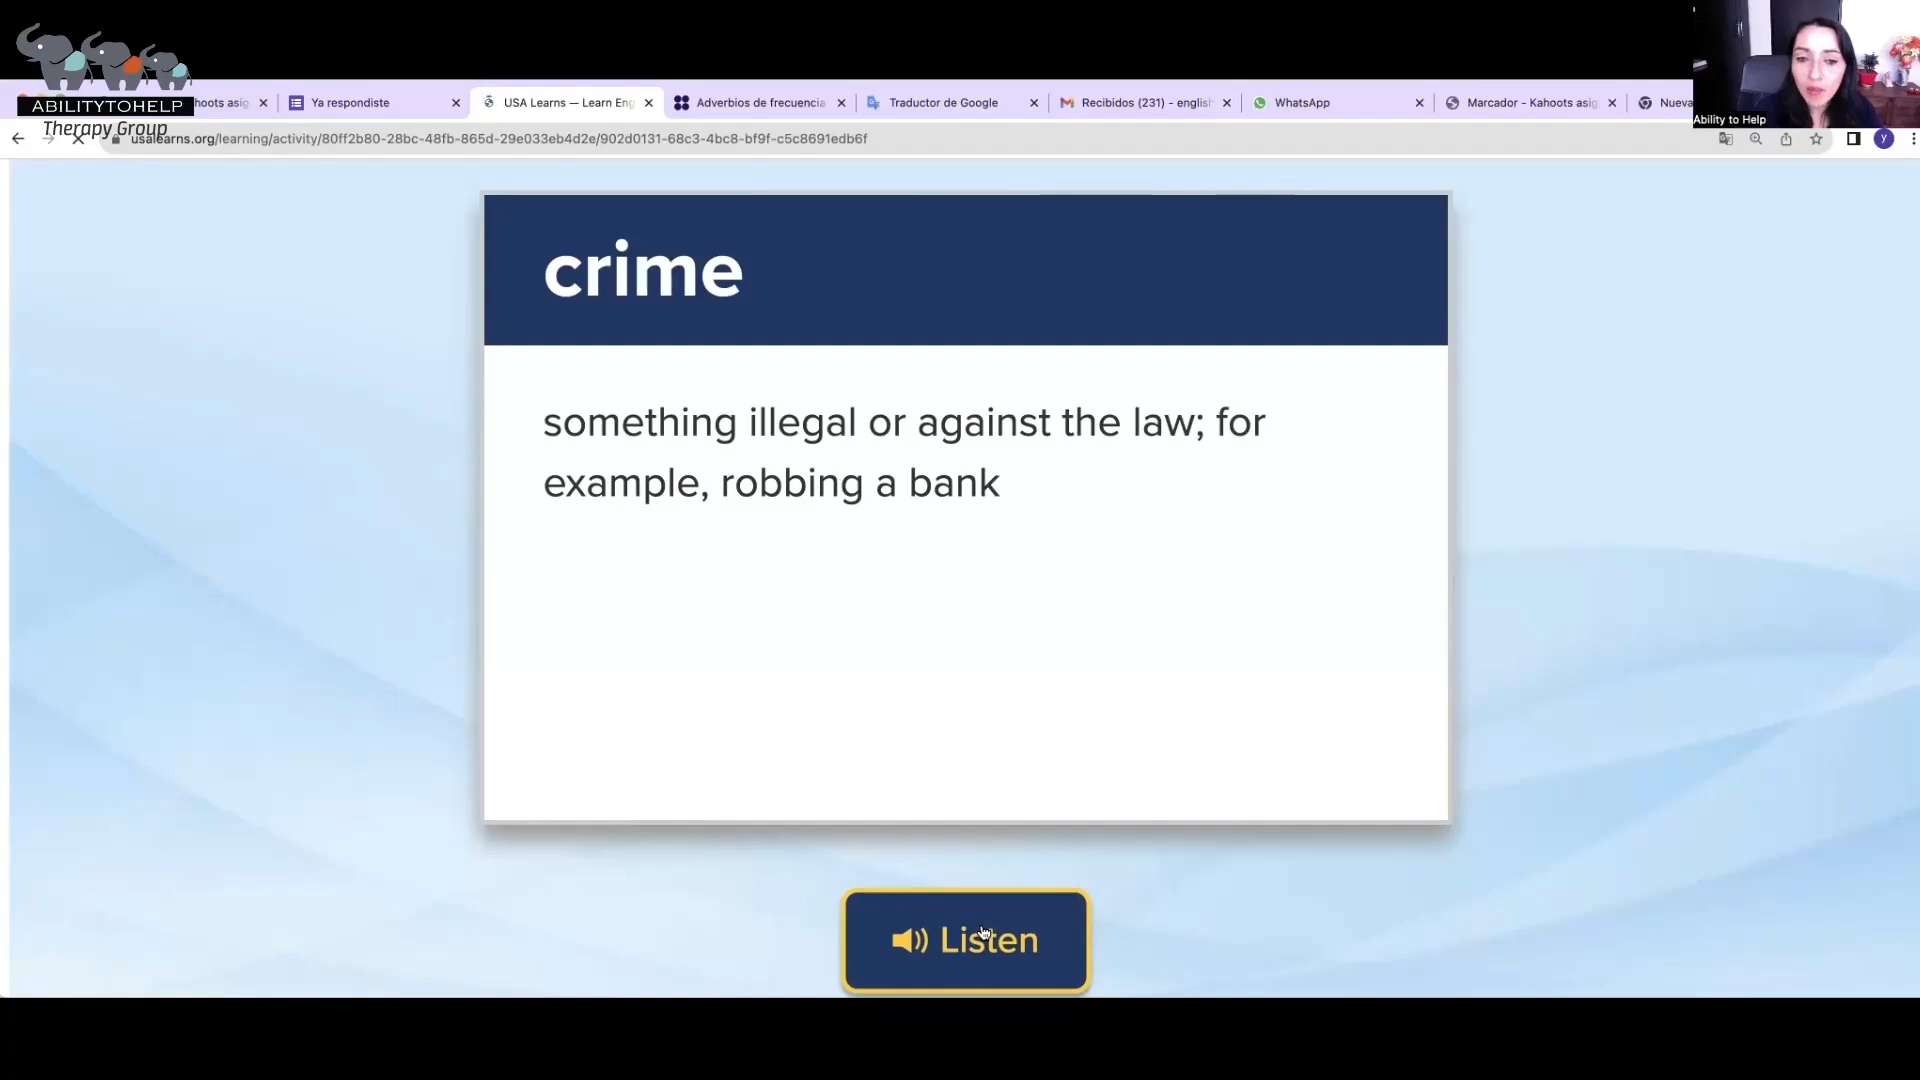 ABILITYTOHELP
Therapy Group
hoots asig
Ya respondiste
USA Learns — Learn Eng
Adverbios de frecuencia
Traductor de Google
Recibidos (231) - english
WhatsApp
Marcador - Kahoots asig
Nueva
Ability to Help
usalearns.org/learning/activity/80ff2b80-28bc-48fb-865d-29e033eb4d2e/902d0131-68c3-4bc8-bf9f-c5c8691edb6f
y
crime
something illegal or against the law; for
example, robbing a bank
Listen